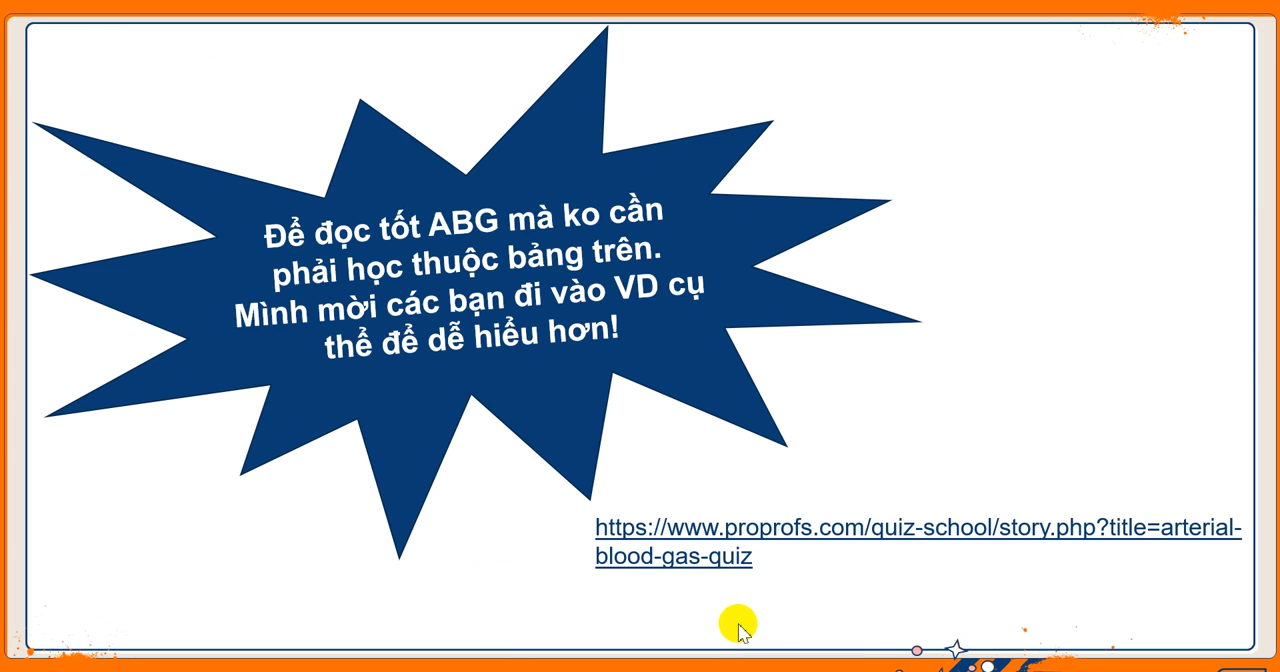 Để đọc tốt ABG mà ko cần
phải học thuộc bảng trên.
Mình mời các bạn đi vào VD cụ
thể để dễ hiểu hơn!
https://www.proprofs.com/quiz-school/story.php?title=arterial-
blood-gas-quiz